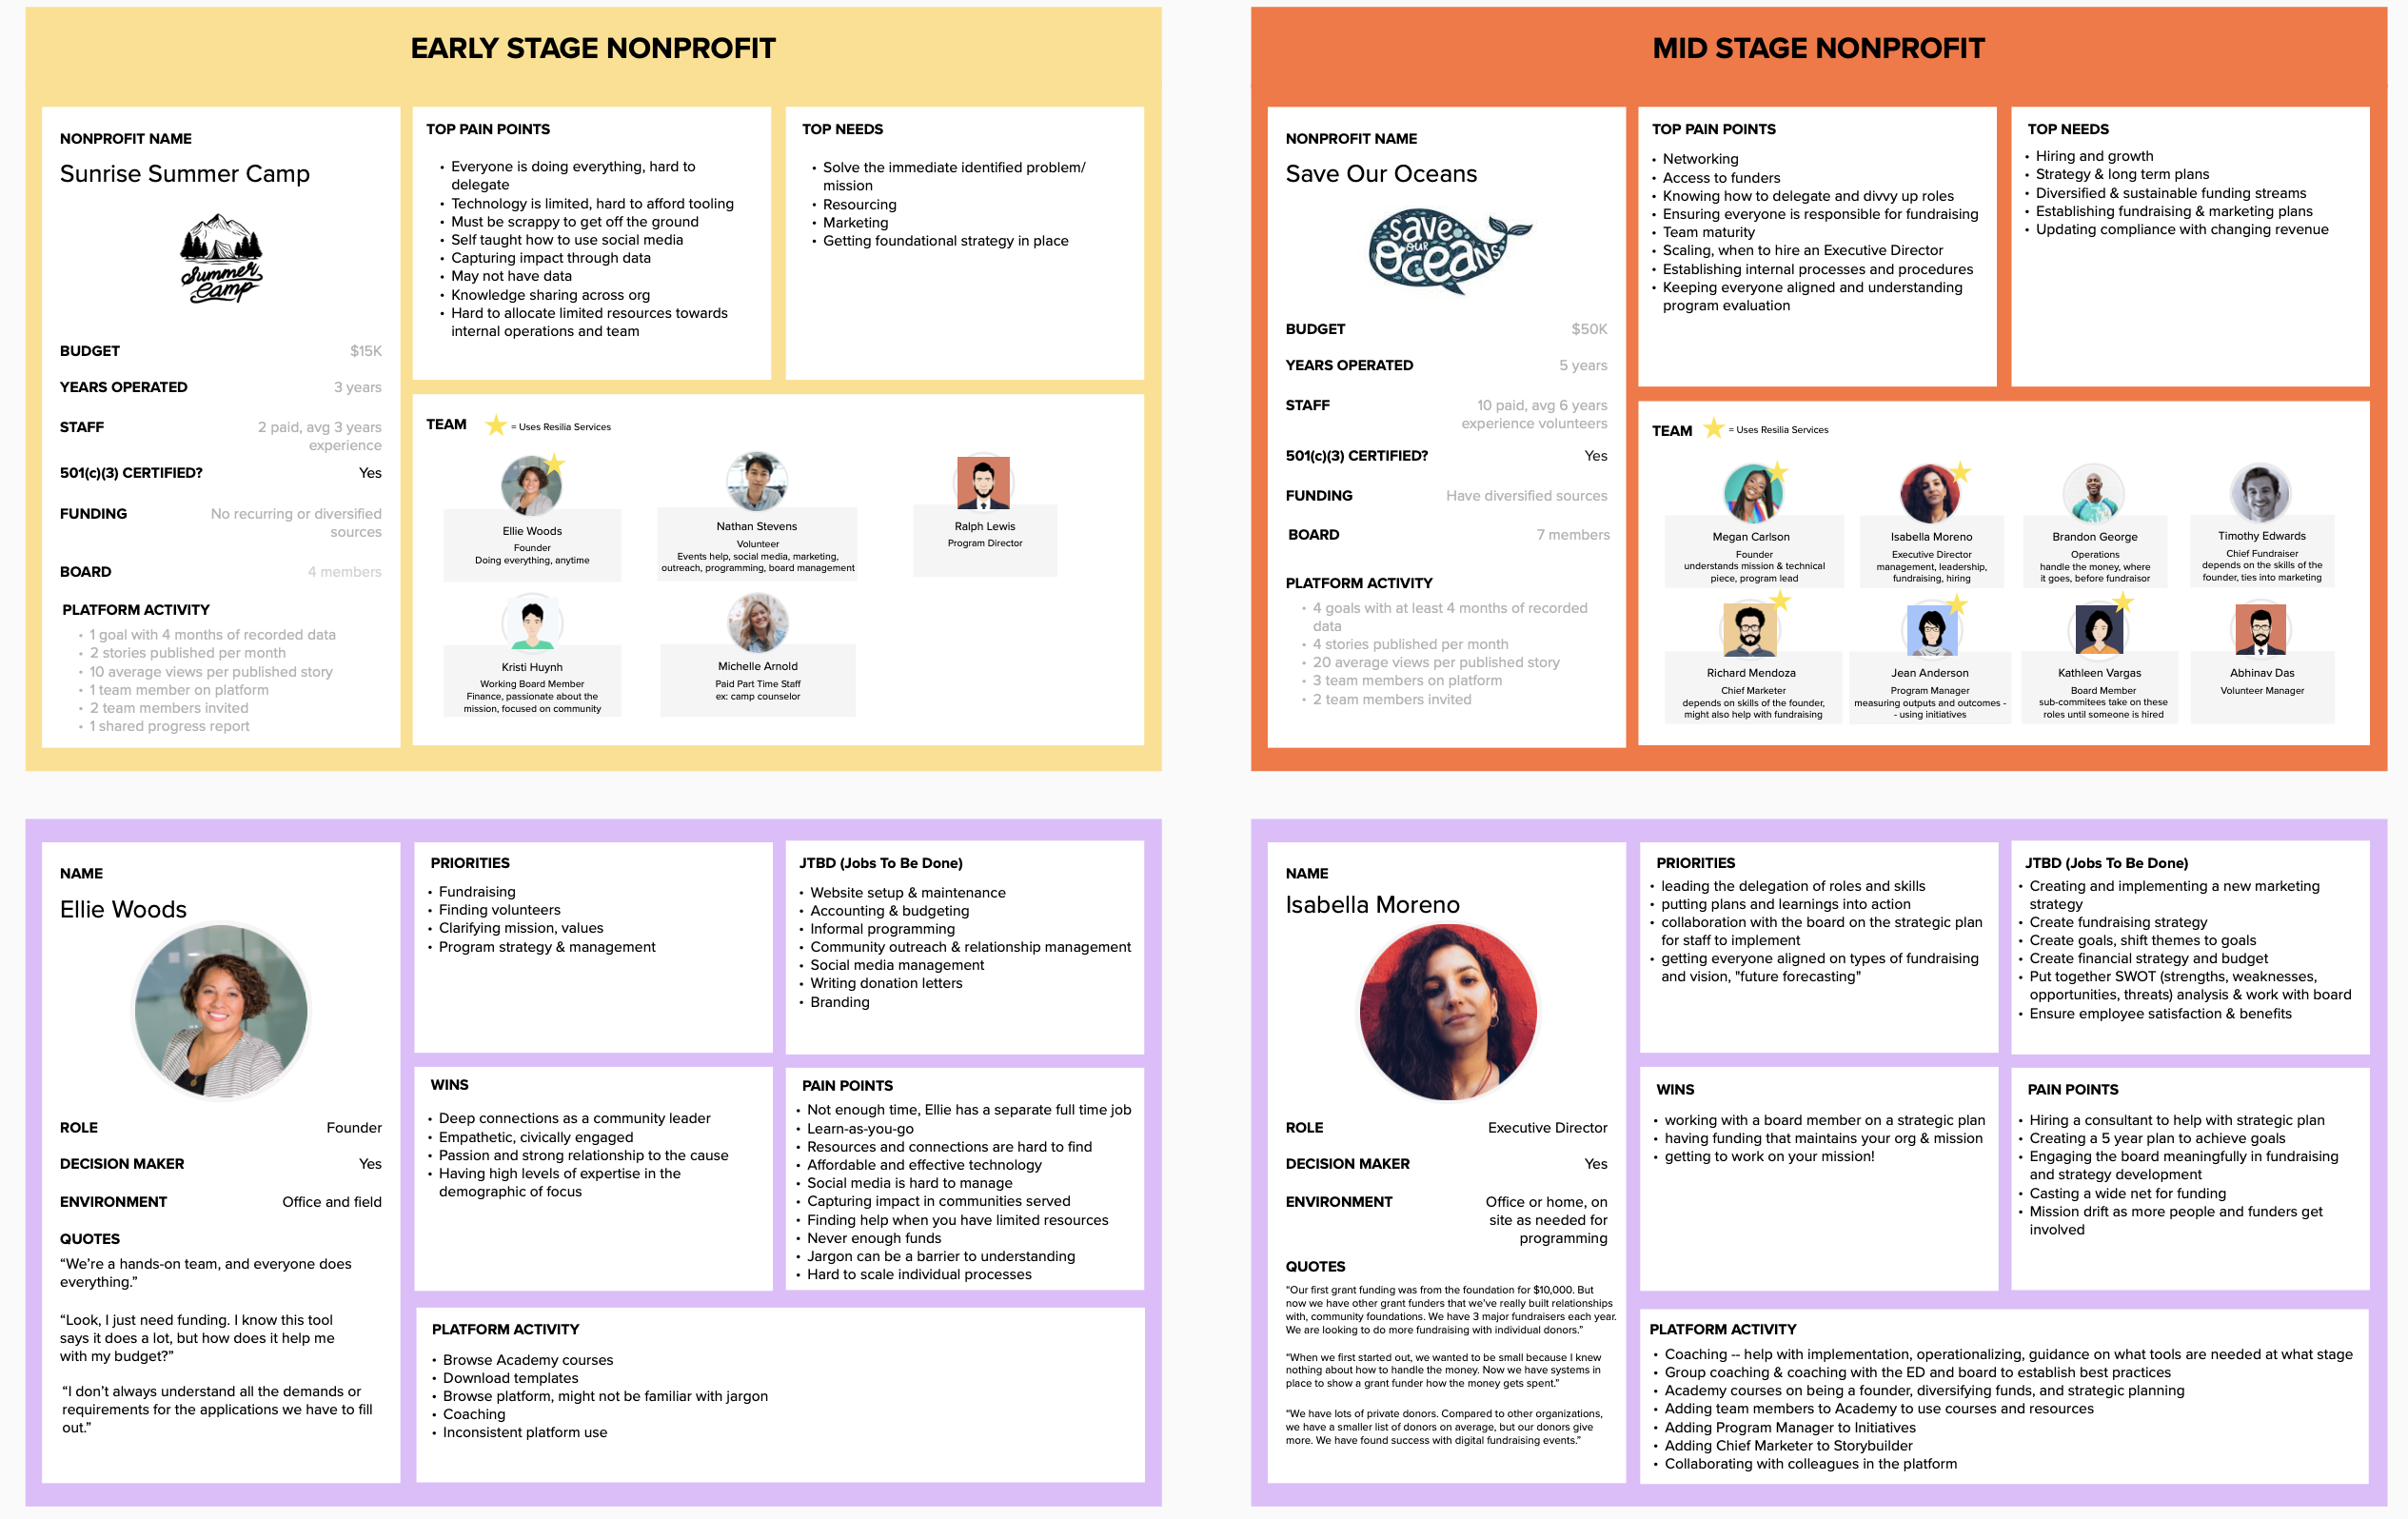 EARLY STAGE NONPROFIT
NONPROFIT NAME
Sunrise Summer Camp
Summer
Camp
BUDGET $15K
YEARS OPERATED 3 years
STAFF 2 paid, avg 3 years
experience
501(c)(3) CERTIFIED? Yes
FUNDING No recurring or diversified
sources
BOARD 4 members
PLATFORM ACTIVITY
• 1 goal with 4 months of recorded data
• 2 stories published per month
• 10 average views per published story
• 1 team member on platform
• 2 team members invited
• 1 shared progress report
TOP PAIN POINTS
• Everyone is doing everything, hard to
delegate
• Technology is limited, hard to afford tooling
• Must be scrappy to get off the ground
• Self taught how to use social media
• Capturing impact through data
• May not have data
• Knowledge sharing across org
• Hard to allocate limited resources towards
internal operations and team
TOP NEEDS
• Solve the immediate identified problem/
mission
• Resourcing
• Marketing
• Getting foundational strategy in place
TEAM = Uses Resilia Services
Ellie Woods
Founder
Doing everything, anytime
Nathan Stevens
Volunteer
Events help, social media, marketing,
outreach, programming, board management
Ralph Lewis
Program Director
Kristi Huynh
Working Board Member
Finance, passionate about the
mission, focused on community
Michelle Arnold
Paid Part Time Staff
ex: camp counselor
MID STAGE NONPROFIT
NONPROFIT NAME
Save Our Oceans
save
OUR
Oceans
BUDGET $50K
YEARS OPERATED 5 years
STAFF 10 paid, avg 6 years
experience volunteers
501(c)(3) CERTIFIED? Yes
FUNDING Have diversified sources
BOARD 7 members
PLATFORM ACTIVITY
• 4 goals with at least 4 months of recorded
data
• 4 stories published per month
• 20 average views per published story
• 3 team members on platform
• 2 team members invited
TOP PAIN POINTS
• Networking
• Access to funders
• Knowing how to delegate and divvy up roles
• Ensuring everyone is responsible for fundraising
• Team maturity
• Scaling, when to hire an Executive Director
• Establishing internal processes and procedures
• Keeping everyone aligned and understanding
program evaluation
TOP NEEDS
• Hiring and growth
• Strategy & long term plans
• Diversified & sustainable funding streams
• Establishing fundraising & marketing plans
• Updating compliance with changing revenue
TEAM = Uses Resilia Services
Megan Carlson
Founder
understands mission & technical
piece, program lead
Isabella Moreno
Executive Director
management, leadership,
fundraising, hiring
Brandon George
Operations
handle the money, where
it goes, before fundraisor
Timothy Edwards
Chief Fundraiser
depends on the skills of the
founder, ties into marketing
Richard Mendoza
Chief Marketer
depends on skills of the founder,
might also help with fundraising
Jean Anderson
Program Manager
measuring outputs and outcomes -
- using initiatives
Kathleen Vargas
Board Member
sub-commitees take on these
roles until someone is hired
Abhinav Das
Volunteer Manager
NAME
Ellie Woods
ROLE Founder
DECISION MAKER Yes
ENVIRONMENT Office and field
QUOTES
“We’re a hands-on team, and everyone does
everything.”
“Look, I just need funding. I know this tool
says it does a lot, but how does it help me
with my budget?”
“I don’t always understand all the demands or
requirements for the applications we have to fill
out.”
PRIORITIES
• Fundraising
• Finding volunteers
• Clarifying mission, values
• Program strategy & management
JTBD (Jobs To Be Done)
• Website setup & maintenance
• Accounting & budgeting
• Informal programming
• Community outreach & relationship management
• Social media management
• Writing donation letters
• Branding
WINS
• Deep connections as a community leader
• Empathetic, civically engaged
• Passion and strong relationship to the cause
• Having high levels of expertise in the
demographic of focus
PAIN POINTS
• Not enough time, Ellie has a separate full time job
• Learn-as-you-go
• Resources and connections are hard to find
• Affordable and effective technology
• Social media is hard to manage
• Capturing impact in communities served
• Finding help when you have limited resources
• Never enough funds
• Jargon can be a barrier to understanding
• Hard to scale individual processes
PLATFORM ACTIVITY
• Browse Academy courses
• Download templates
• Browse platform, might not be familiar with jargon
• Coaching
• Inconsistent platform use
NAME
Isabella Moreno
ROLE Executive Director
DECISION MAKER Yes
ENVIRONMENT Office or home, on
site as needed for
programming
QUOTES
“Our first grant funding was from the foundation for $10,000. But
now we have other grant funders that we’ve really built relationships
with, community foundations. We have 3 major fundraisers each year.
We are looking to do more fundraising with individual donors.”
“When we first started out, we wanted to be small because I knew
nothing about how to handle the money. Now we have systems in
place to show a grant funder how the money gets spent.”
“We have lots of private donors. Compared to other organizations,
we have a smaller list of donors on average, but our donors give
more. We have found success with digital fundraising events.”
PRIORITIES
• leading the delegation of roles and skills
• putting plans and learnings into action
• collaboration with the board on the strategic plan
for staff to implement
• getting everyone aligned on types of fundraising
and vision, "future forecasting"
JTBD (Jobs To Be Done)
• Creating and implementing a new marketing
strategy
• Create fundraising strategy
• Create goals, shift themes to goals
• Create financial strategy and budget
• Put together SWOT (strengths, weaknesses,
opportunities, threats) analysis & work with board
• Ensure employee satisfaction & benefits
WINS
• working with a board member on a strategic plan
• having funding that maintains your org & mission
• getting to work on your mission!
PAIN POINTS
• Hiring a consultant to help with strategic plan
• Creating a 5 year plan to achieve goals
• Engaging the board meaningfully in fundraising
and strategy development
• Casting a wide net for funding
• Mission drift as more people and funders get
involved
PLATFORM ACTIVITY
• Coaching -- help with implementation, operationalizing, guidance on what tools are needed at what stage
• Group coaching & coaching with the ED and board to establish best practices
• Academy courses on being a founder, diversifying funds, and strategic planning
• Adding team members to Academy to use courses and resources
• Adding Program Manager to Initiatives
• Adding Chief Marketer to Storybuilder
• Collaborating with colleagues in the platform